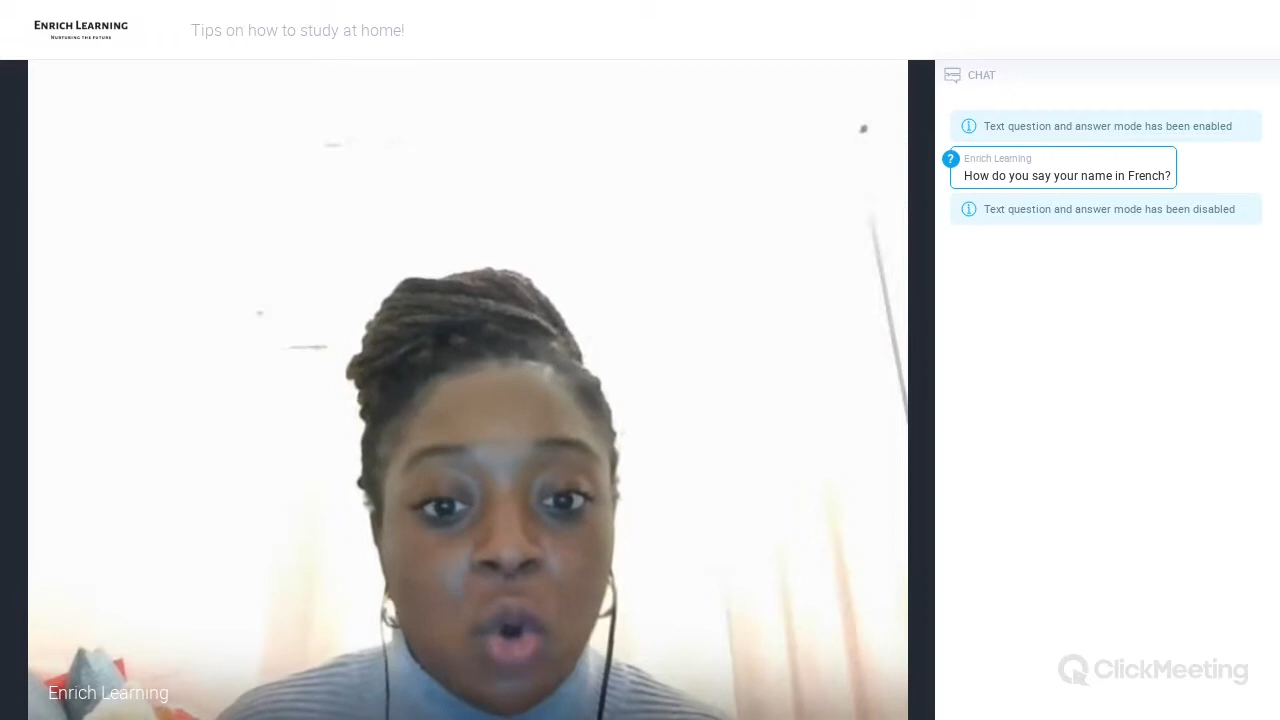 ENRICH LEARNING
NURTURING THE FUTURE
Tips on how to study at home!
CHAT
Text question and answer mode has been enabled
?
Enrich Learning
How do you say your name in French?
Text question and answer mode has been disabled
Enrich Learning
ClickMeeting